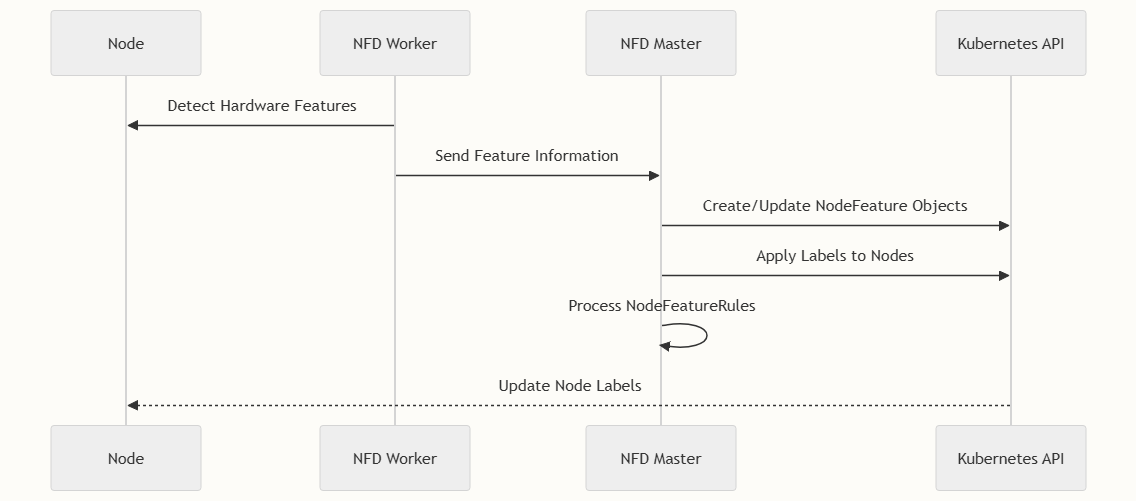 Node
NFD Worker
NFD Master
Kubernetes API
Detect Hardware Features
Send Feature Information
Create/Update NodeFeature Objects
Apply Labels to Nodes
Process NodeFeatureRules
Update Node Labels
Node
NFD Worker
NFD Master
Kubernetes API